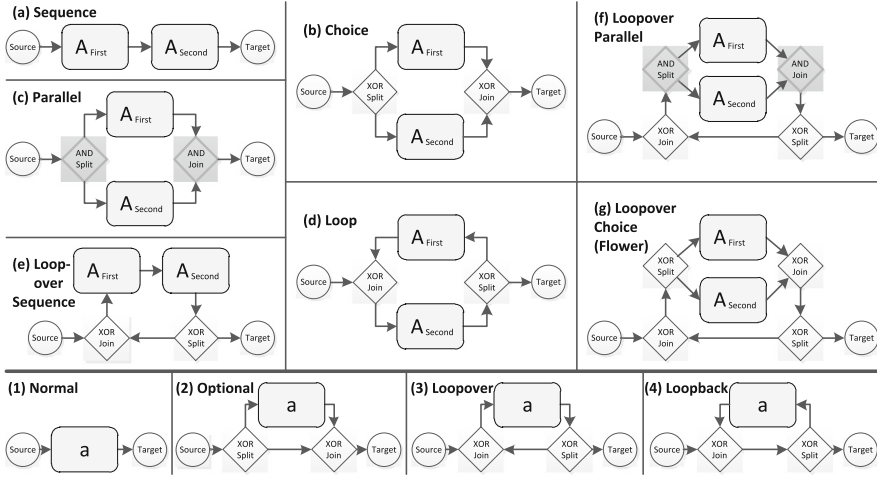 (a) Sequence
Source
A First
A Second
Target
(b) Choice
Source
XOR
Split
A First
A Second
XOR
Join
Target
(c) Parallel
Source
AND
Split
A First
A Second
AND
Join
Target
(d) Loop
Source
XOR
Join
A First
A Second
XOR
Split
Target
(e) Loop-
over
Sequence
A First
A Second
Source
XOR
Join
XOR
Split
Target
(f) Loopover
Parallel
AND
Split
A First
A Second
AND
Join
Source
XOR
Join
XOR
Split
Target
(g) Loopover
Choice
(Flower)
XOR
Split
A First
A Second
XOR
Join
Source
XOR
Join
XOR
Split
Target
(1) Normal
Source
a
Target
(2) Optional
a
Source
XOR
Split
XOR
Join
Target
(3) Loopover
a
Source
XOR
Join
XOR
Split
Target
(4) Loopback
a
Source
XOR
Join
XOR
Split
Target